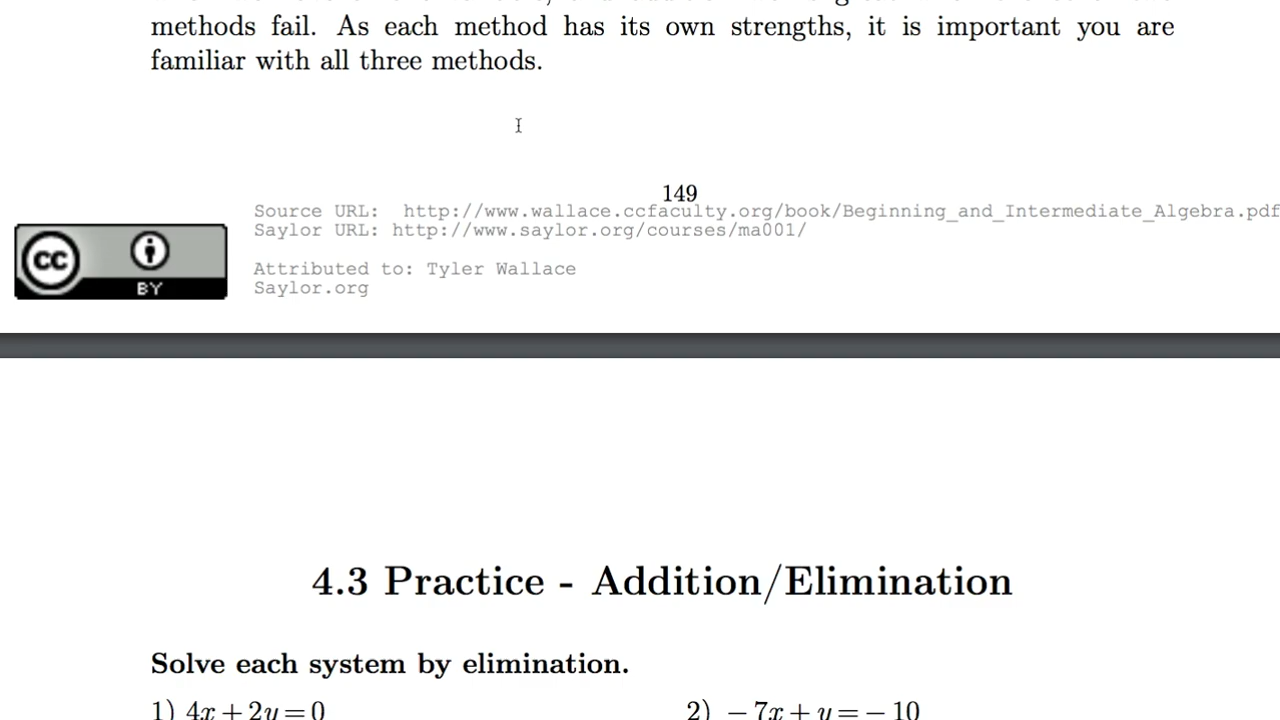 methods fail. As each method has its own strengths, it is important you are
familiar with all three methods.
149
Source URL: http://www.wallace.ccfaculty.org/book/Beginning_and_Intermediate_Algebra.pdf
Saylor URL: http://www.saylor.org/courses/ma001/
Attributed to: Tyler Wallace
Saylor.org
CC
BY
4.3 Practice - Addition/Elimination
Solve each system by elimination.
1) 4x + 2y = 0
2) − 7x + y = − 10